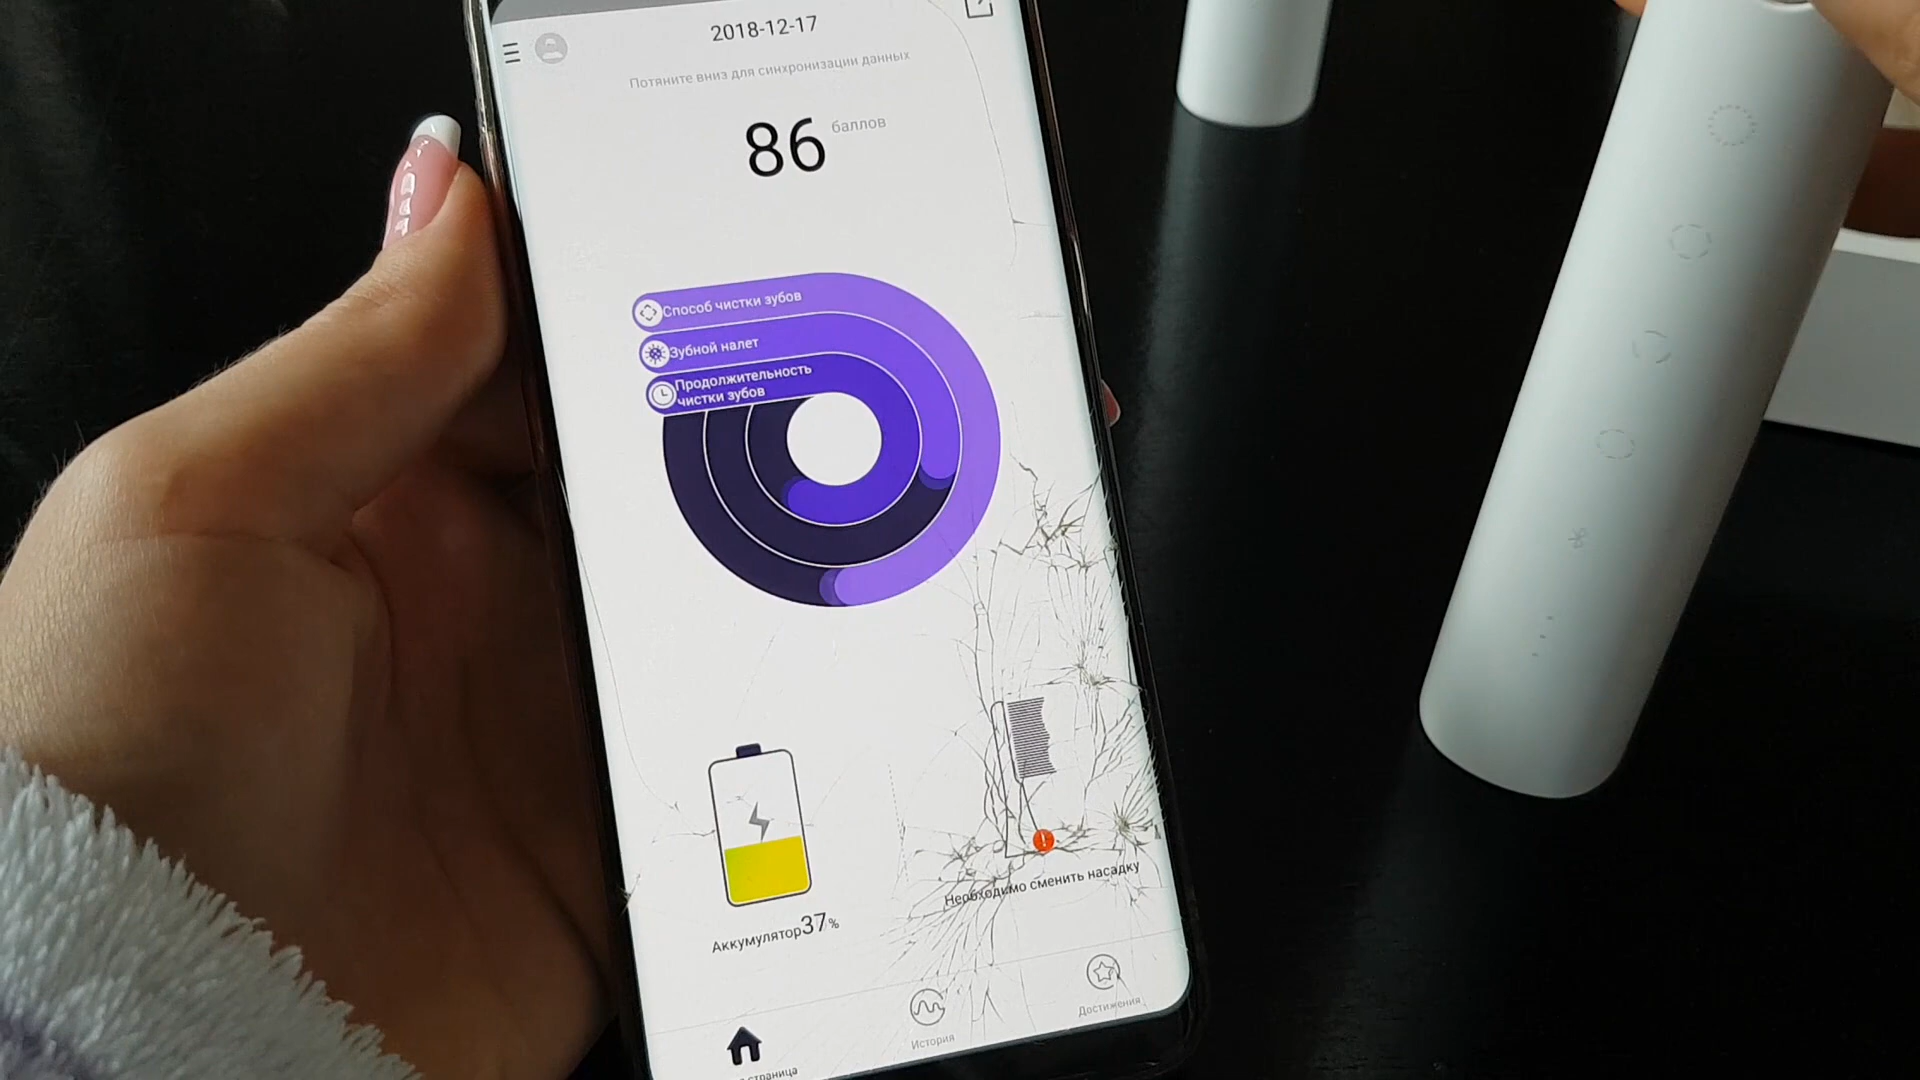 2018-12-17
Потяните вниз для синхронизации данных
86 баллов
Способ чистки зубов
Зубной налет
Продолжительность
чистки зубов
Аккумулятор37%
Необходимо сменить насадку
страница
История
Достижения